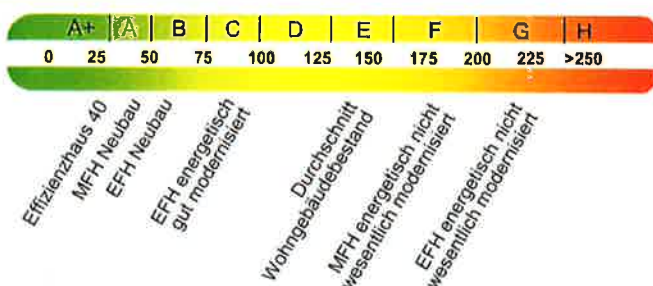 A+ A B C D E F G H
0 25 50 75 100 125 150 175 200 225 >250
Effizienzhaus 40
MFH Neubau
EFH Neubau
EFH energetisch
gut modernisiert
Durchschnitt
Wohngebäudebestand
MFH energetisch nicht
wesentlich modernisiert
EFH energetisch nicht
wesentlich modernisiert